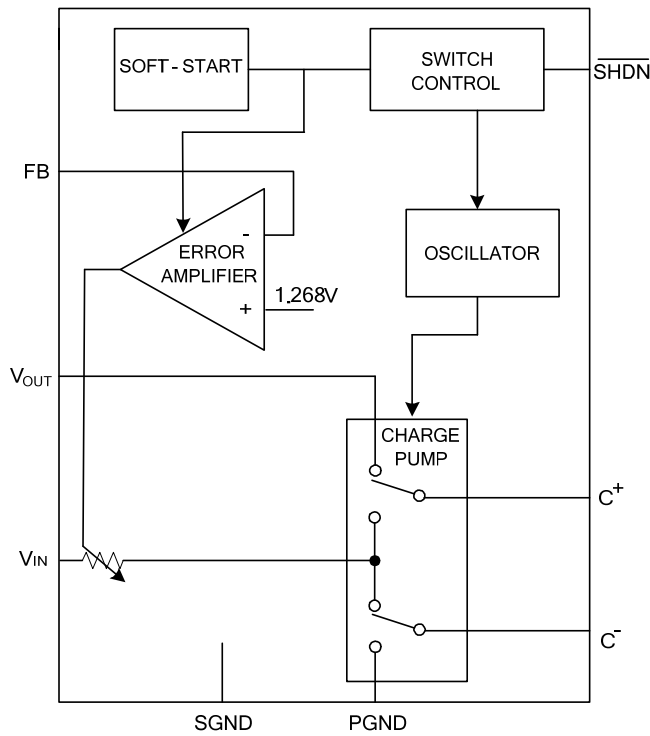 SOFT - START
SWITCH
CONTROL
SHDN
FB
-
ERROR
AMPLIFIER
+
1.268V
OSCILLATOR
VOUT
CHARGE
PUMP
C+
VIN
C-
SGND
PGND